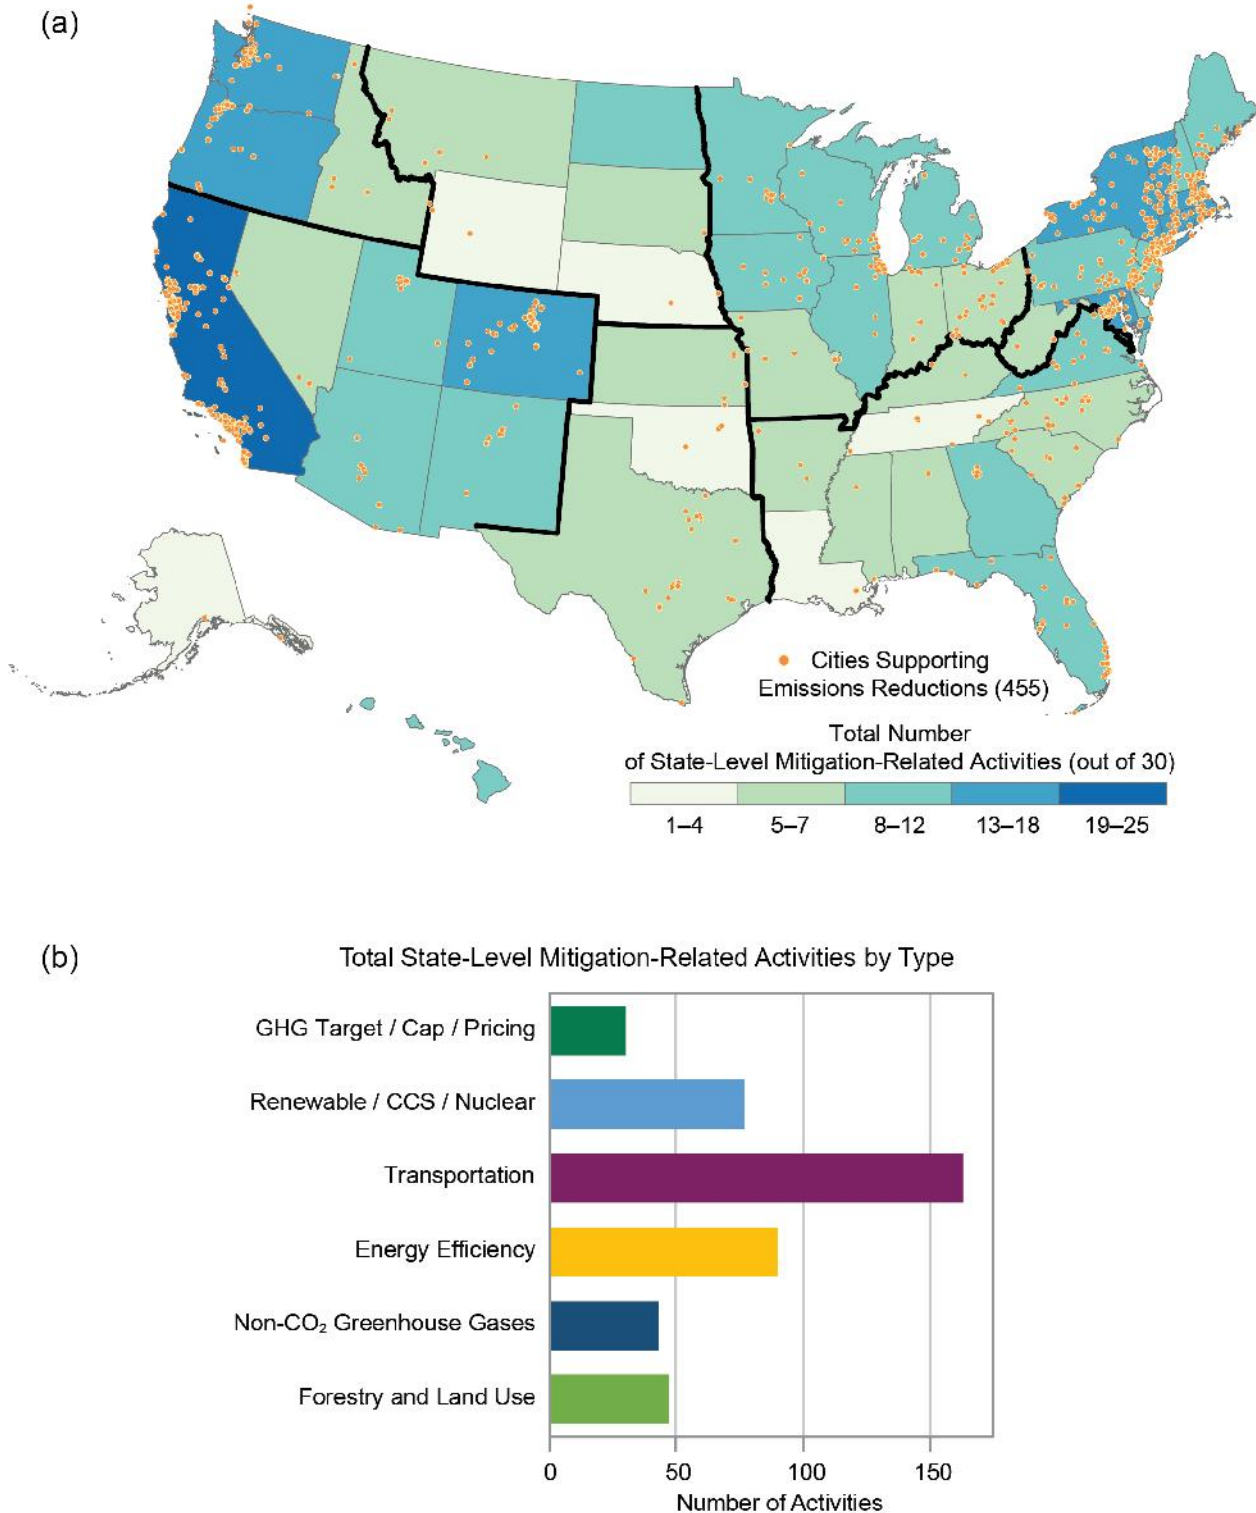 (a)
Cities Supporting
Emissions Reductions (455)
Total Number
of State-Level Mitigation-Related Activities (out of 30)
1–4 5–7 8–12 13–18 19–25
(b)
Total State-Level Mitigation-Related Activities by Type
GHG Target / Cap / Pricing
Renewable / CCS / Nuclear
Transportation
Energy Efficiency
Non-CO₂ Greenhouse Gases
Forestry and Land Use
0 50 100 150
Number of Activities